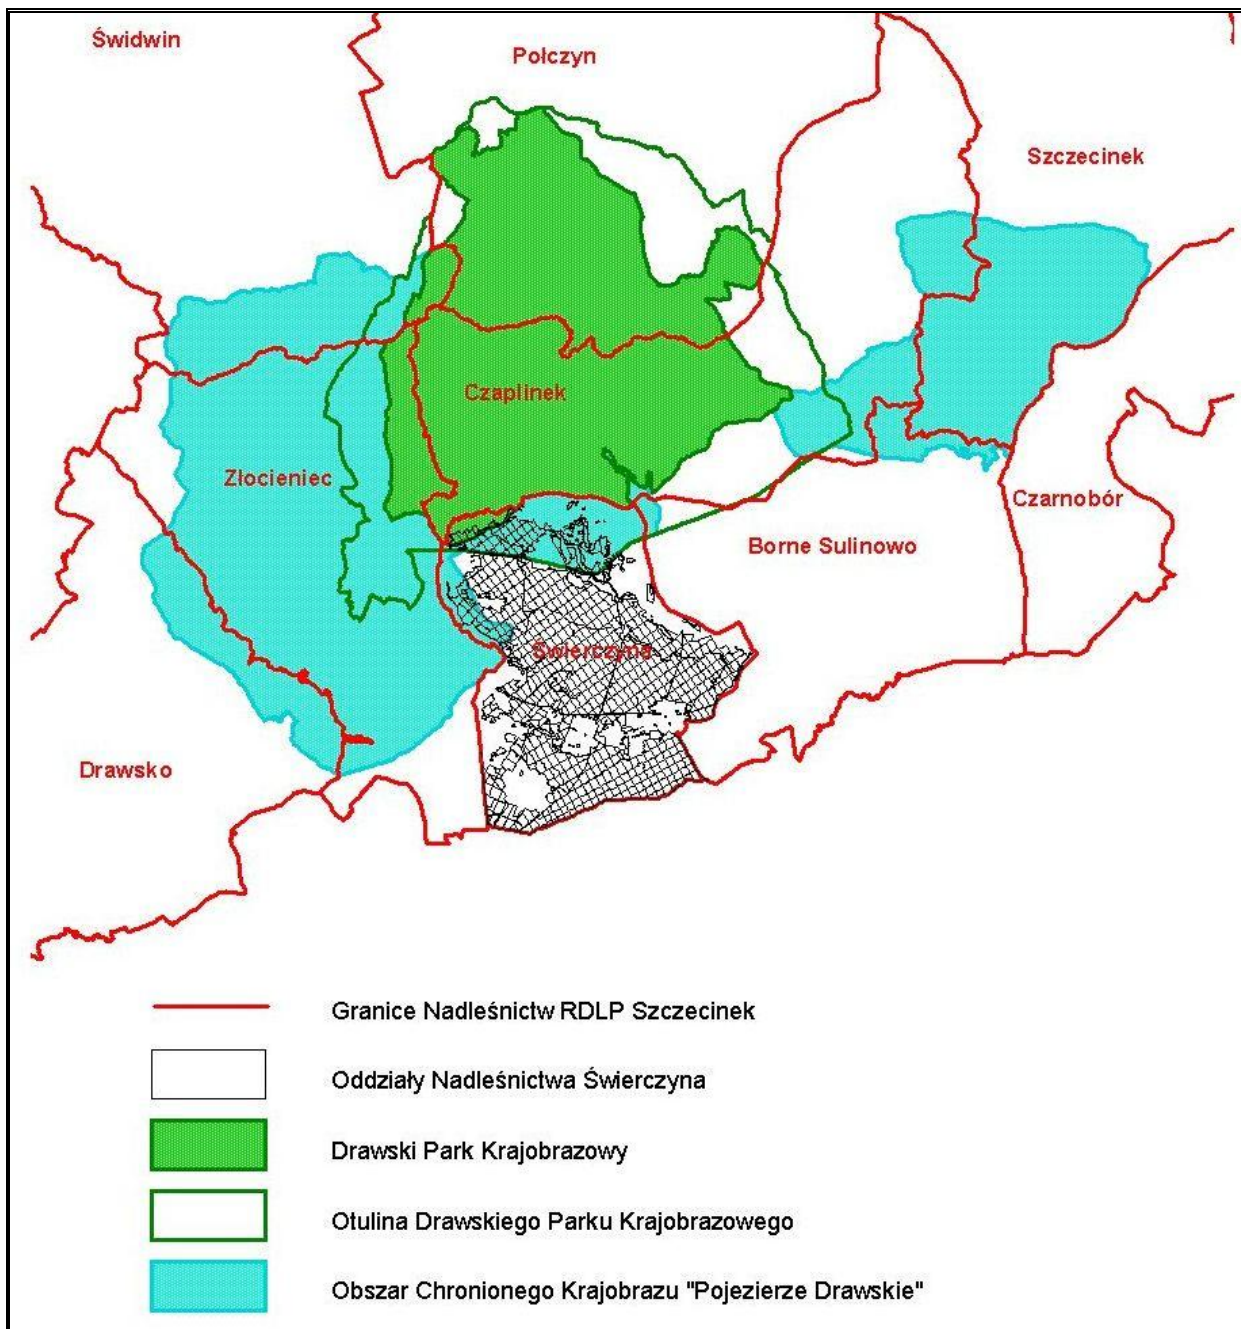 Świdwin
Połczyn
Szczecinek
Czaplinek
Złocieniec
Czarnobór
Borne Sulinowo
Świerczyna
Drawsko
Granice Nadleśnictw RDLP Szczecinek
Oddziały Nadleśnictwa Świerczyna
Drawski Park Krajobrazowy
Otulina Drawskiego Parku Krajobrazowego
Obszar Chronionego Krajobrazu "Pojezierze Drawskie"